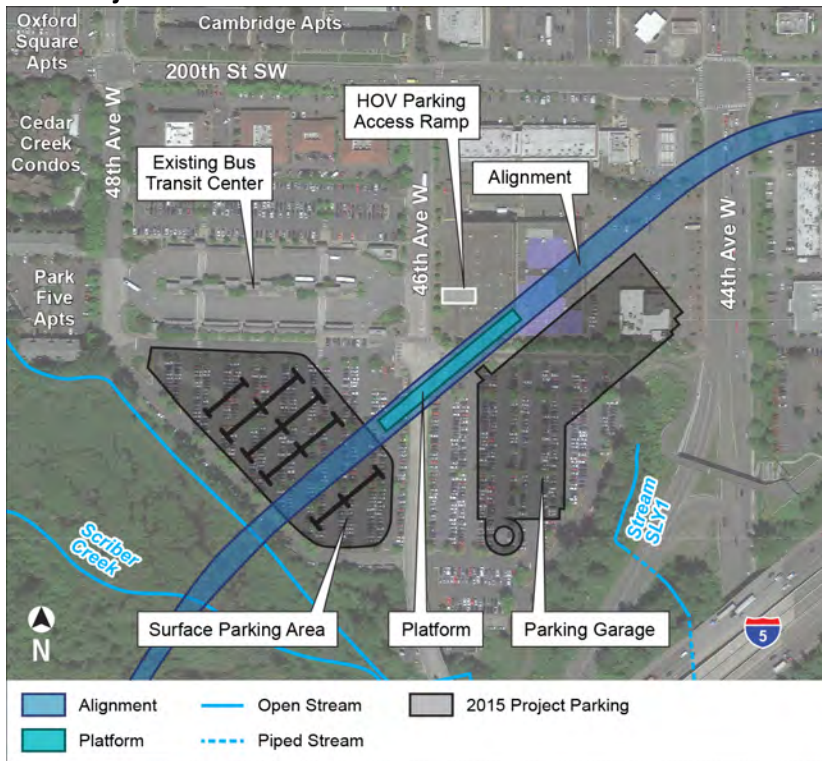 Oxford
Square
Apts
Cambridge Apts
200th St SW
HOV Parking
Access Ramp
Cedar
Creek
Condos
48th Ave W
Existing Bus
Transit Center
Alignment
46th Ave W
44th Ave W
Park
Five
Apts
Stream
SLY1
Scriber
Creek
Surface Parking Area
Platform
Parking Garage
5
N
Alignment
Open Stream
2015 Project Parking
Platform
Piped Stream